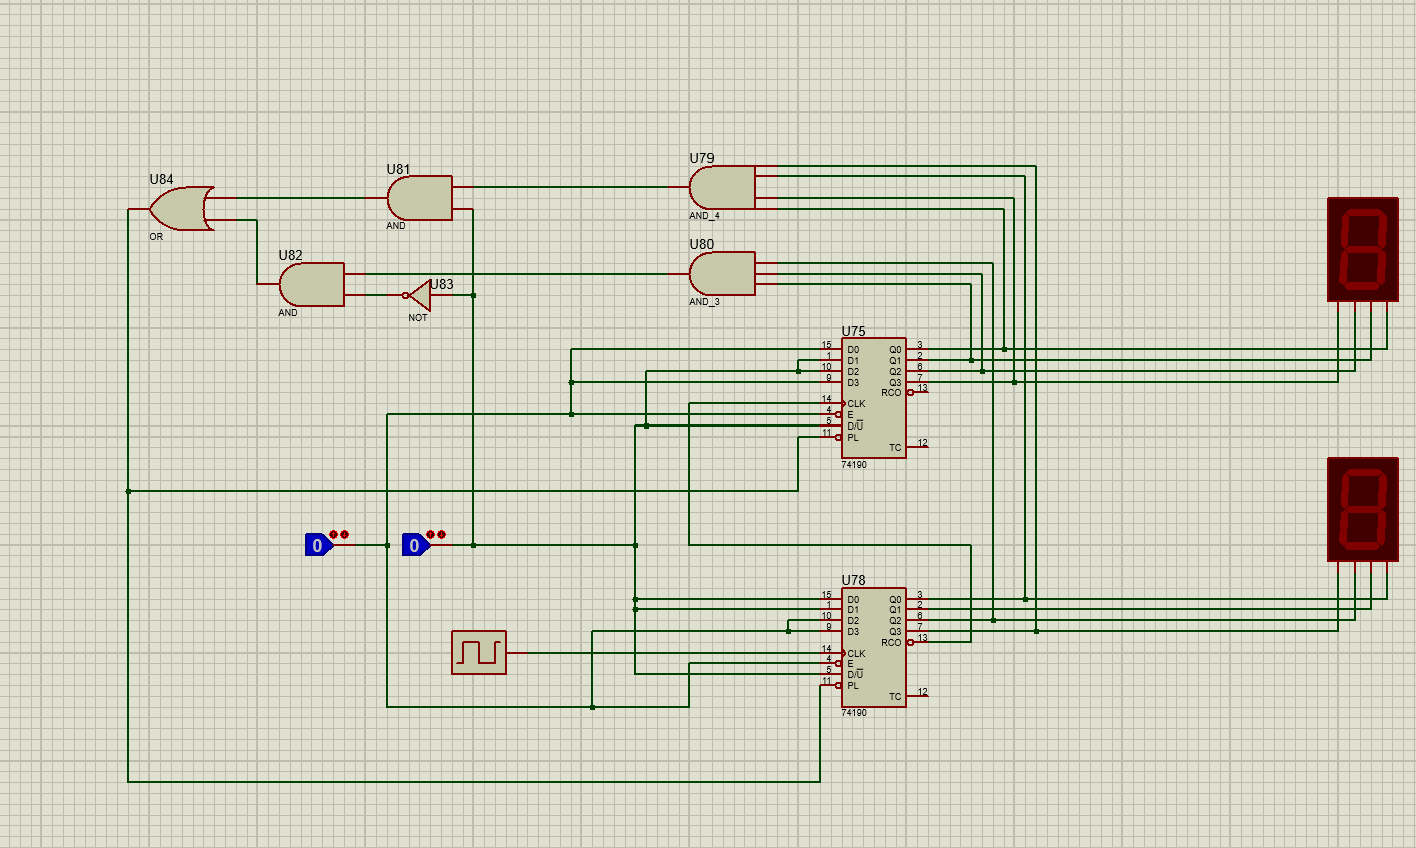 U79
U84
U81
AND_4
AND
OR
U80
U82
U83
AND_3
AND
NOT
U75
15 D0 Q0 3
1 D1 Q1 2
10 D2 Q2 6
9 D3 Q3 7
RCO 13
14 CLK
4 E
5 D/U
11 PL
TC 12
74190
0
0
U78
15 D0 Q0 3
1 D1 Q1 2
10 D2 Q2 6
9 D3 Q3 7
RCO 13
14 CLK
4 E
5 D/U
11 PL
TC 12
74190